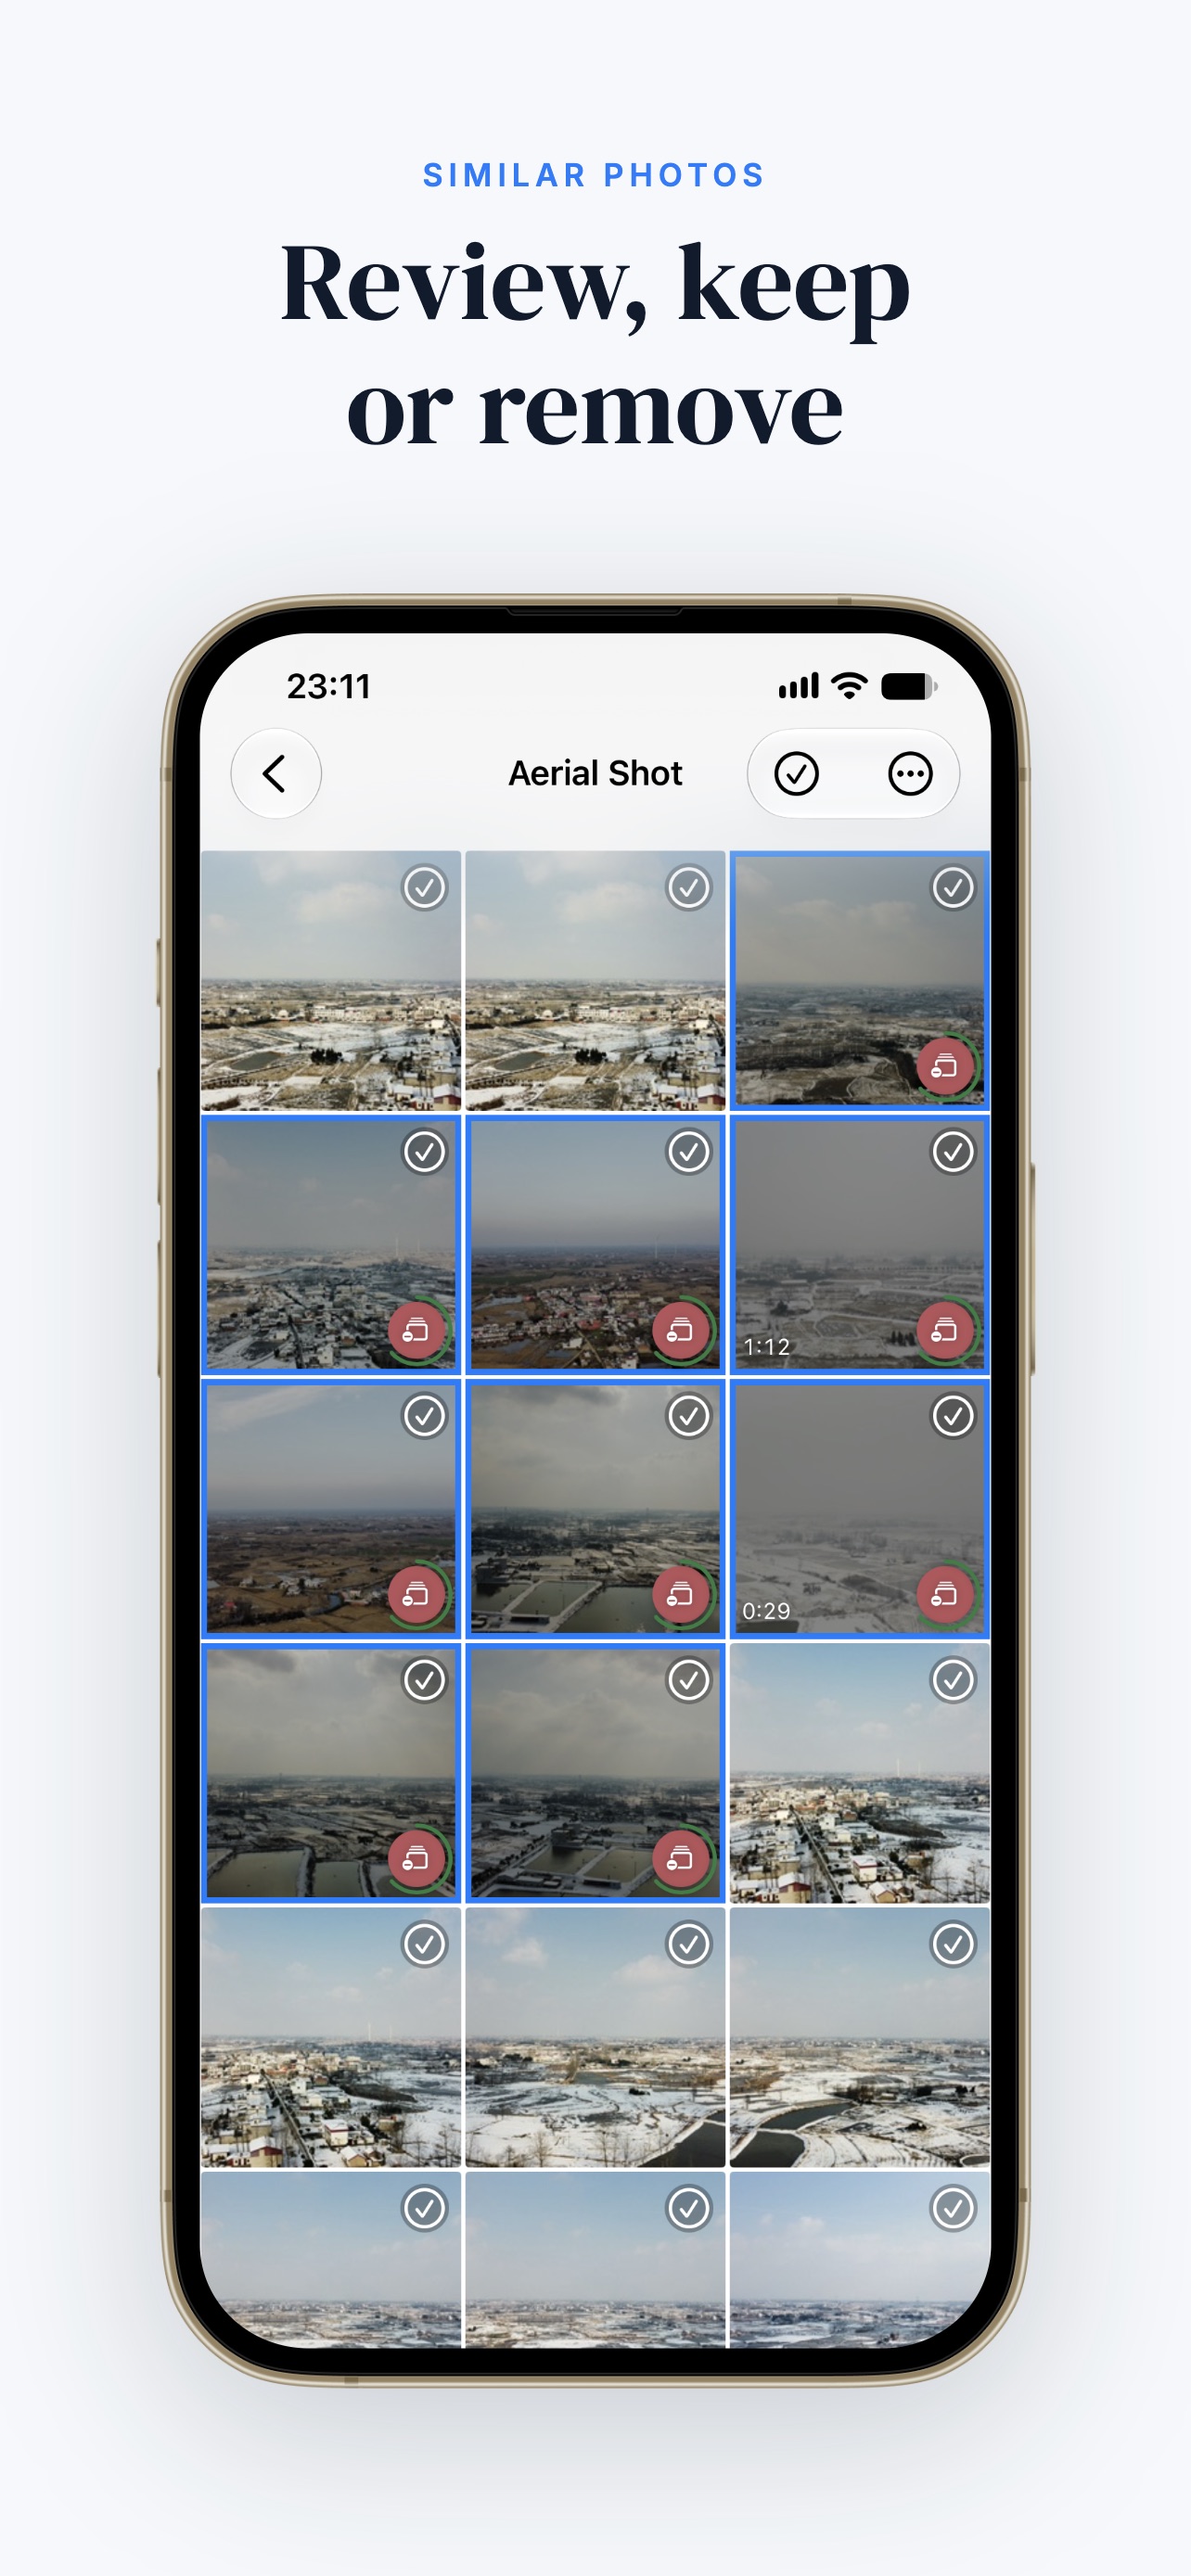 SIMILAR PHOTOS
Review, keep
or remove
23:11
Aerial Shot
1:12
0:29